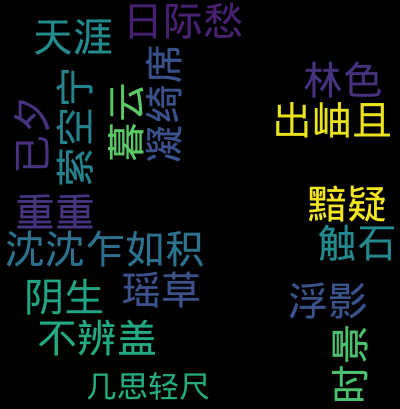 日际愁
天涯
凝绮席
林色
索空宁
暮云
出岫且
已夕
重重
黯疑
沈沈乍如积
触石
瑶草
阴生
浮影
不辨盖
时景
几思轻尺